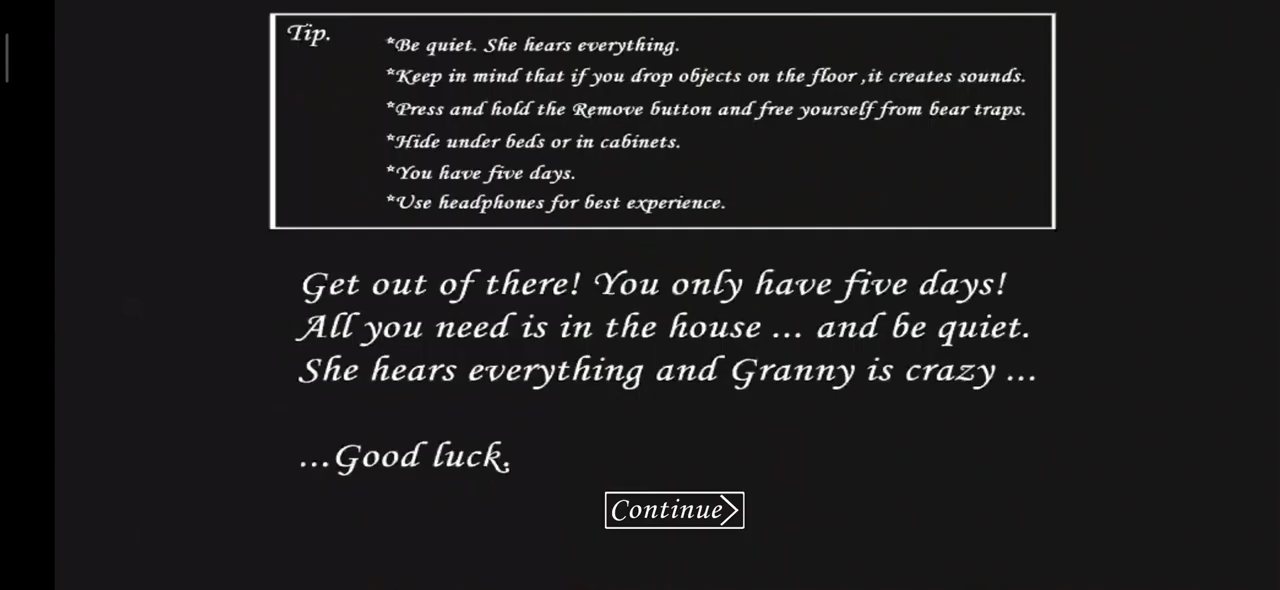 Tip.
*Be quiet. She hears everything.
*Keep in mind that if you drop objects on the floor ,it creates sounds.
*Press and hold the Remove button and free yourself from bear traps.
*Hide under beds or in cabinets.
*You have five days.
*Use headphones for best experience.
Get out of there! You only have five days!
All you need is in the house ... and be quiet.
She hears everything and Granny is crazy ...
...Good luck.
Continue